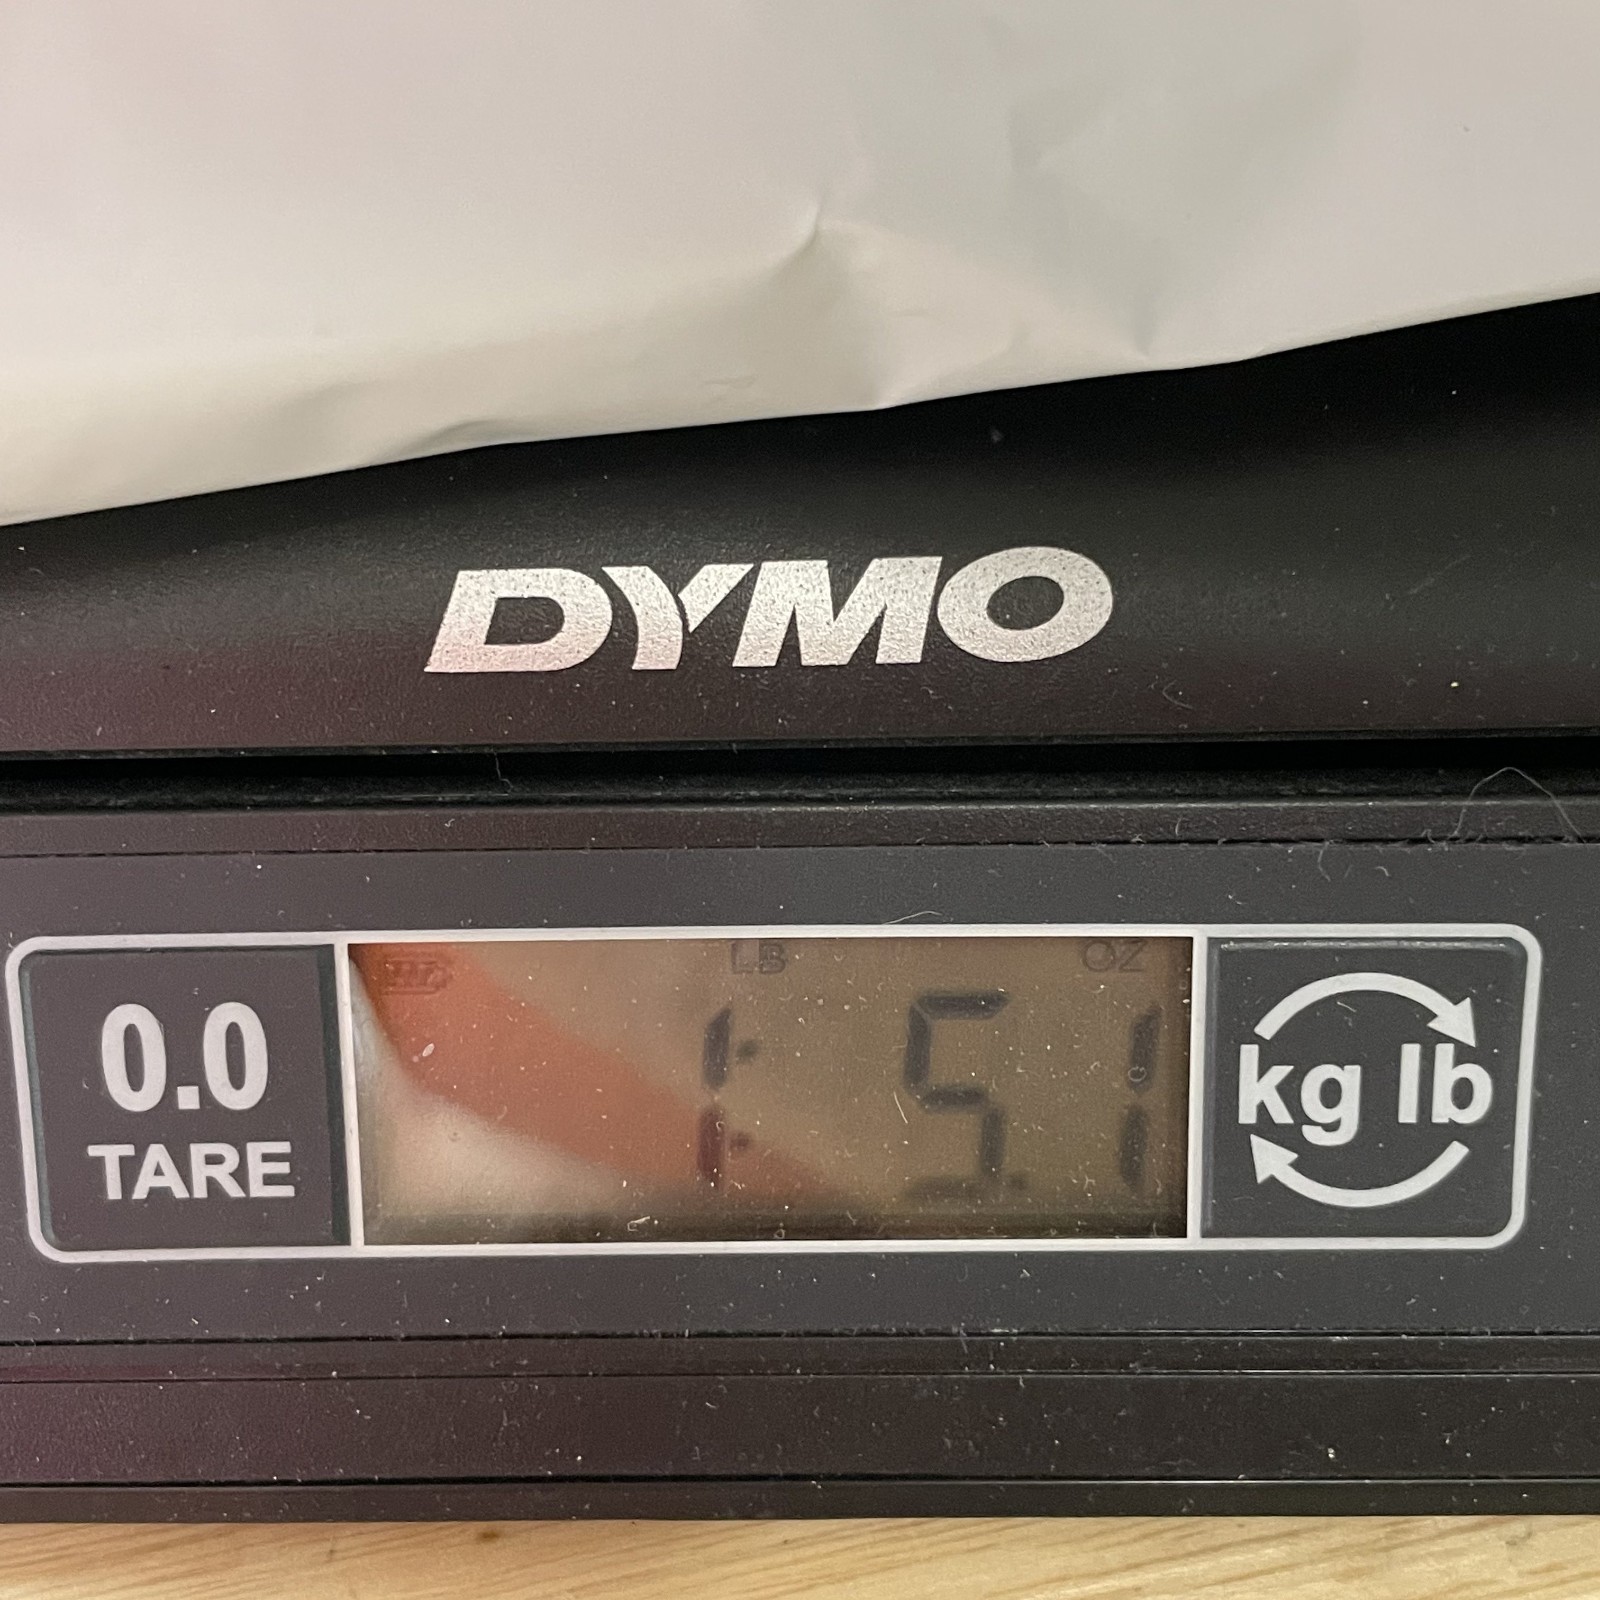 DYMO
LB OZ
0.0 1: 5.1 kg lb
TARE